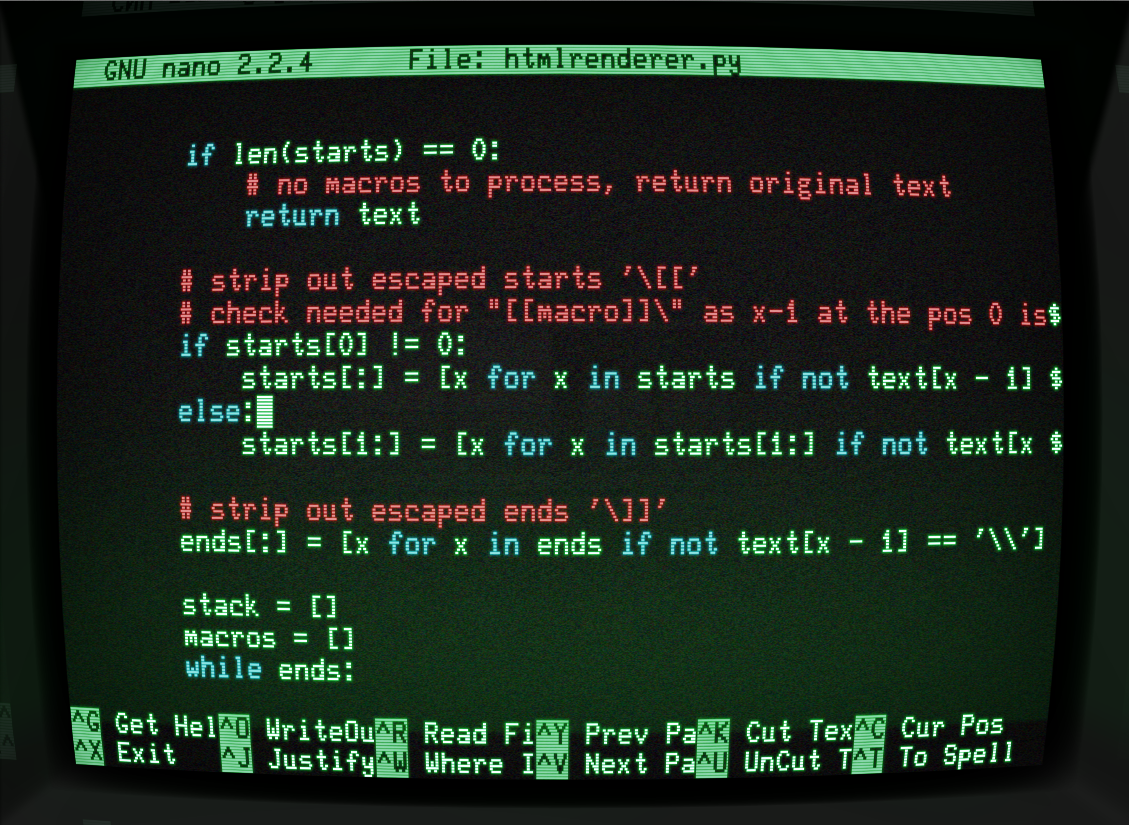 GNU nano 2.2.4 File: htmlrenderer.py
if len(starts) == 0:
# no macros to process, return original text
return text
# strip out escaped starts '\[['
# check needed for "[[macro]]\" as x-1 at the pos 0 is$
if starts[0] != 0:
starts[:] = [x for x in starts if not text[x - 1] $
else:
starts[1:] = [x for x in starts[1:] if not text[x $
# strip out escaped ends '\]]'
ends[:] = [x for x in ends if not text[x - 1] == '\\']
stack = []
macros = []
while ends:
^G Get Hel^O WriteOu^R Read Fi^Y Prev Pa^K Cut Tex^C Cur Pos
^X Exit ^J Justify^W Where I^V Next Pa^U UnCut T^T To Spell